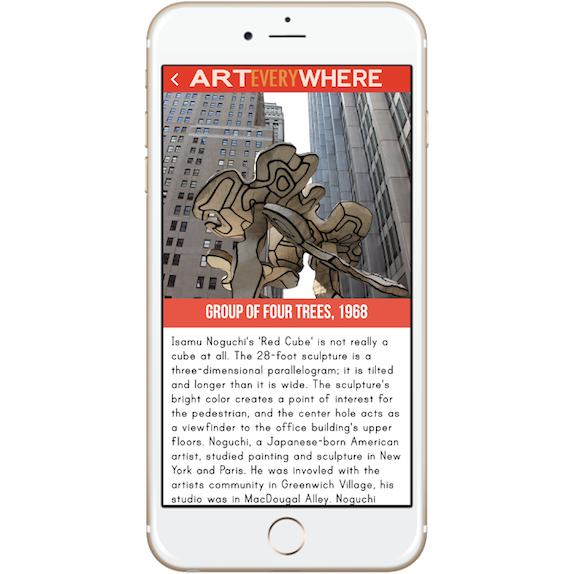 ARTEVERYWHERE
GROUP OF FOUR TREES, 1968
Isamu Noguchi's 'Red Cube' is not really a
cube at all. The 28-foot sculpture is a
three-dimensional parallelogram; it is tilted
and longer than it is wide. The sculpture's
bright color creates a point of interest for
the pedestrian, and the center hole acts as
a viewfinder to the office building's upper
floors. Noguchi, a Japanese-born American
artist, studied painting and sculpture in New
York and Paris. He was invovled with the
artists community in Greenwich Village, his
studio was in MacDougal Alley. Noguchi